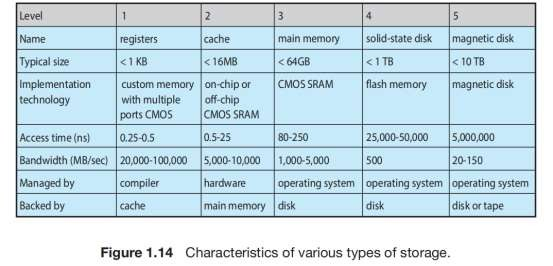 Level 1 2 3 4 5
Name registers cache main memory solid-state disk magnetic disk
Typical size < 1 KB < 16MB < 64GB < 1 TB < 10 TB
Implementation custom memory on-chip or CMOS SRAM flash memory magnetic disk
technology with multiple off-chip
ports CMOS CMOS SRAM
Access time (ns) 0.25-0.5 0.5-25 80-250 25,000-50,000 5,000,000
Bandwidth (MB/sec) 20,000-100,000 5,000-10,000 1,000-5,000 500 20-150
Managed by compiler hardware operating system operating system operating system
Backed by cache main memory disk disk disk or tape
Figure 1.14 Characteristics of various types of storage.